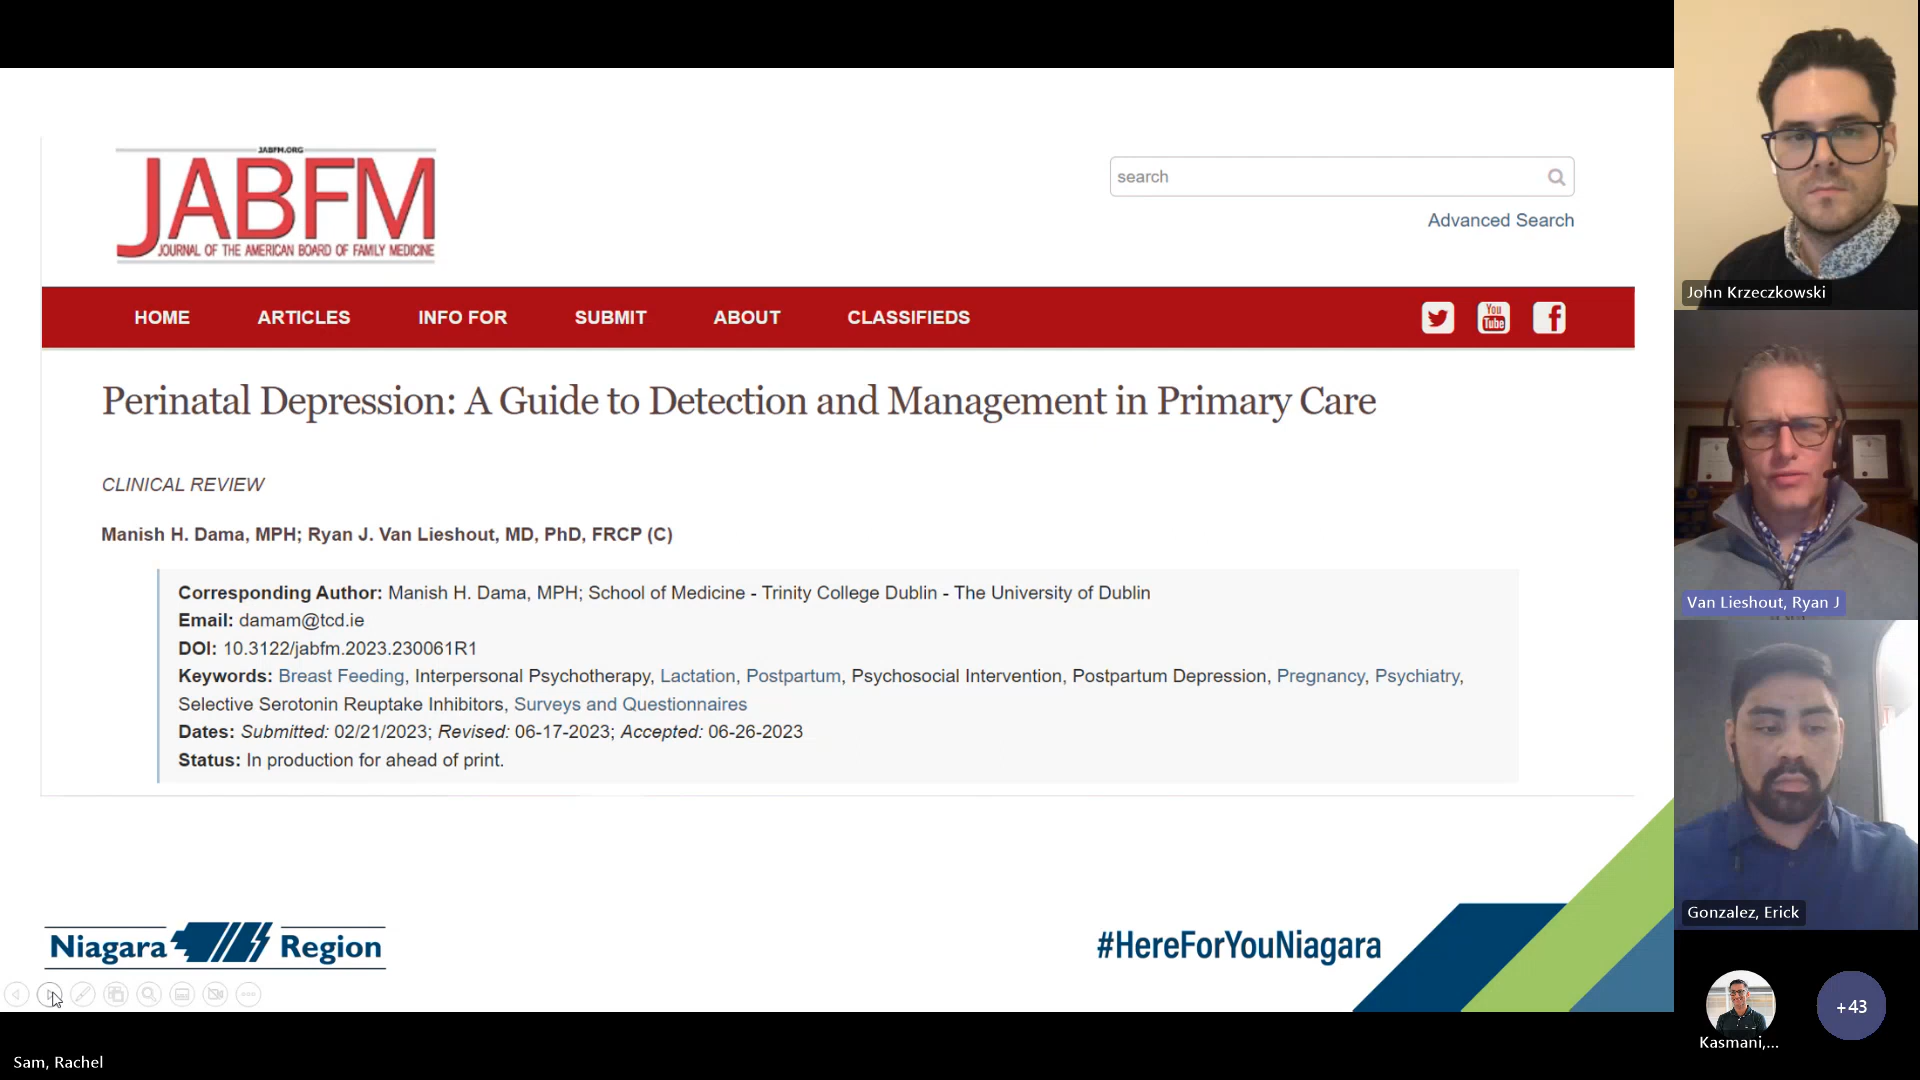 JABFM.ORG
JABFM
JOURNAL OF THE AMERICAN BOARD OF FAMILY MEDICINE
search
Advanced Search
HOME ARTICLES INFO FOR SUBMIT ABOUT CLASSIFIEDS
You
Tube
Perinatal Depression: A Guide to Detection and Management in Primary Care
CLINICAL REVIEW
Manish H. Dama, MPH; Ryan J. Van Lieshout, MD, PhD, FRCP (C)
Corresponding Author: Manish H. Dama, MPH; School of Medicine - Trinity College Dublin - The University of Dublin
Email: damam@tcd.ie
DOI: 10.3122/jabfm.2023.230061R1
Keywords: Breast Feeding, Interpersonal Psychotherapy, Lactation, Postpartum, Psychosocial Intervention, Postpartum Depression, Pregnancy, Psychiatry,
Selective Serotonin Reuptake Inhibitors, Surveys and Questionnaires
Dates: Submitted: 02/21/2023; Revised: 06-17-2023; Accepted: 06-26-2023
Status: In production for ahead of print.
Niagara Region
#HereForYouNiagara
Sam, Rachel
John Krzeczkowski
Van Lieshout, Ryan J
Gonzalez, Erick
Kasmani,...
+43